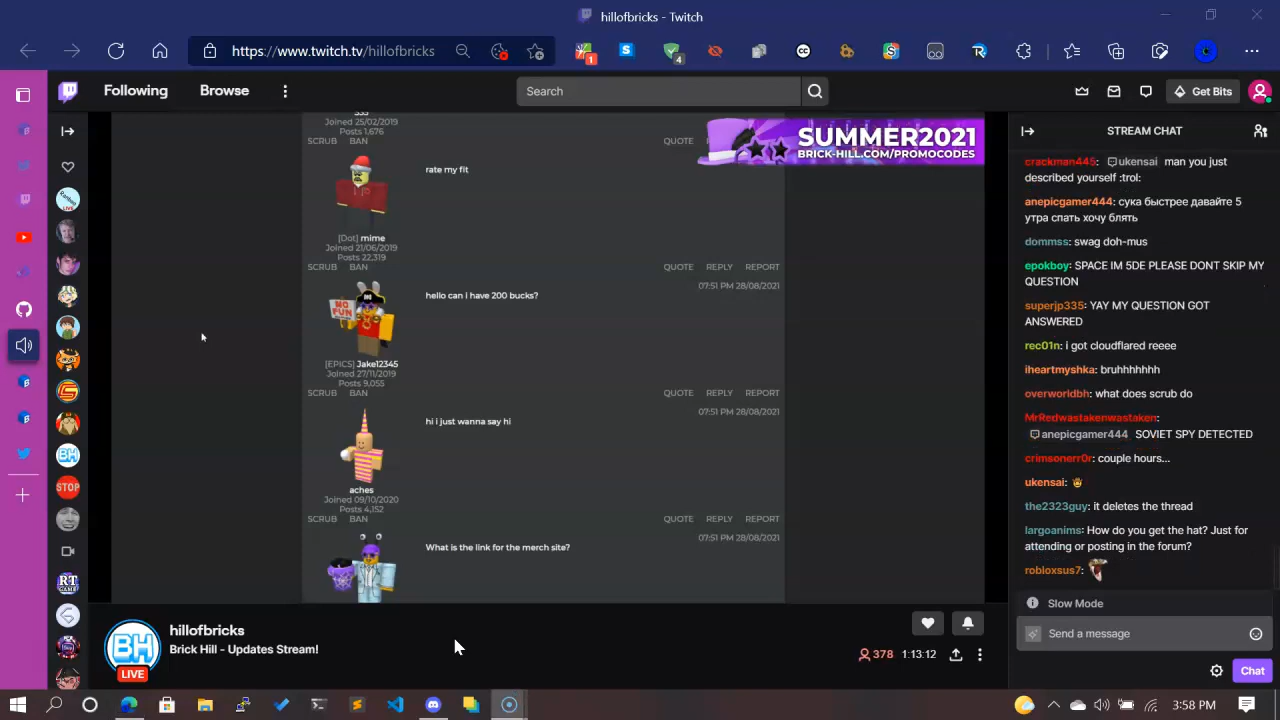 hillofbricks - Twitch
https://www.twitch.tv/hillofbricks
1
4
CC
Following
Browse
Search
Get Bits
STREAM CHAT
Joined 25/02/2019
Posts 1,676
SCRUB BAN
QUOTE
SUMMER2021
BRICK-HILL.COM/PROMOCODES
rate my fit
[Dot] mime
Joined 21/06/2019
Posts 22,319
SCRUB BAN
QUOTE REPLY REPORT
07:51 PM 28/08/2021
hello can i have 200 bucks?
NO
FUN
[EPICS] Jake12345
Joined 27/11/2019
Posts 9,055
SCRUB BAN
QUOTE REPLY REPORT
07:51 PM 28/08/2021
hi i just wanna say hi
aches
Joined 09/10/2020
Posts 4,152
SCRUB BAN
QUOTE REPLY REPORT
07:51 PM 28/08/2021
What is the link for the merch site?
crackman445: ukensai man you just
described yourself :trol:
anepicgamer444: сука быстрее давайте 5
утра спать хочу блять
dommss: swag doh-mus
epokboy: SPACE IM 5DE PLEASE DONT SKIP MY
QUESTION
superjp335: YAY MY QUESTION GOT
ANSWERED
rec01n: i got cloudflared reeee
iheartmyshka: bruhhhhhhh
overworldbh: what does scrub do
MrRedwastakenwastaken:
anepicgamer444 SOVIET SPY DETECTED
crimsonerr0r: couple hours...
ukensai:
the2323guy: it deletes the thread
largoanims: How do you get the hat? Just for
attending or posting in the forum?
robloxsus7:
Slow Mode
Send a message
Chat
BH
STOP
RT
GAME
BH
LIVE
hillofbricks
Brick Hill - Updates Stream!
378
1:13:12
3:58 PM